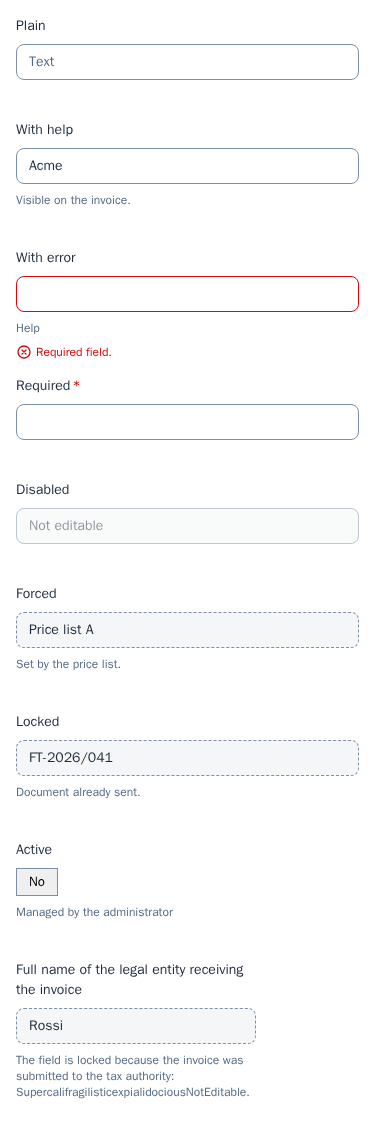 Plain
Text
With help
Acme
Visible on the invoice.
With error
Help
Required field.
Required *
Disabled
Not editable
Forced
Price list A
Set by the price list.
Locked
FT-2026/041
Document already sent.
Active
No
Managed by the administrator
Full name of the legal entity receiving
the invoice
Rossi
The field is locked because the invoice was
submitted to the tax authority:
SupercalifragilisticexpialidociousNotEditable.